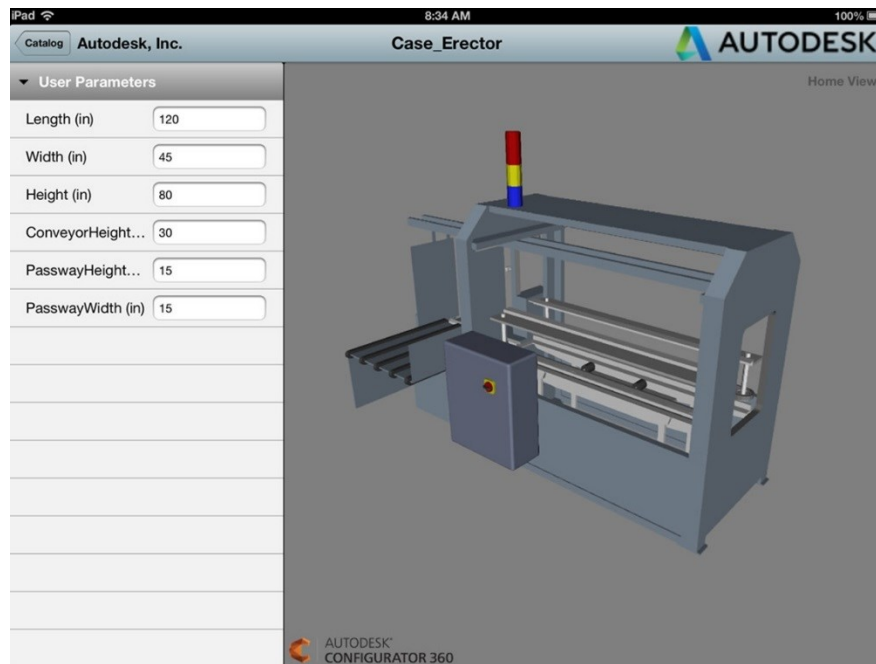 iPad 8:34 AM 100%
Catalog Autodesk, Inc. Case_Erector AUTODESK
User Parameters Home View
Length (in) 120
Width (in) 45
Height (in) 80
ConveyorHeight... 30
PasswayHeight... 15
PasswayWidth (in) 15
AUTODESK®
CONFIGURATOR 360